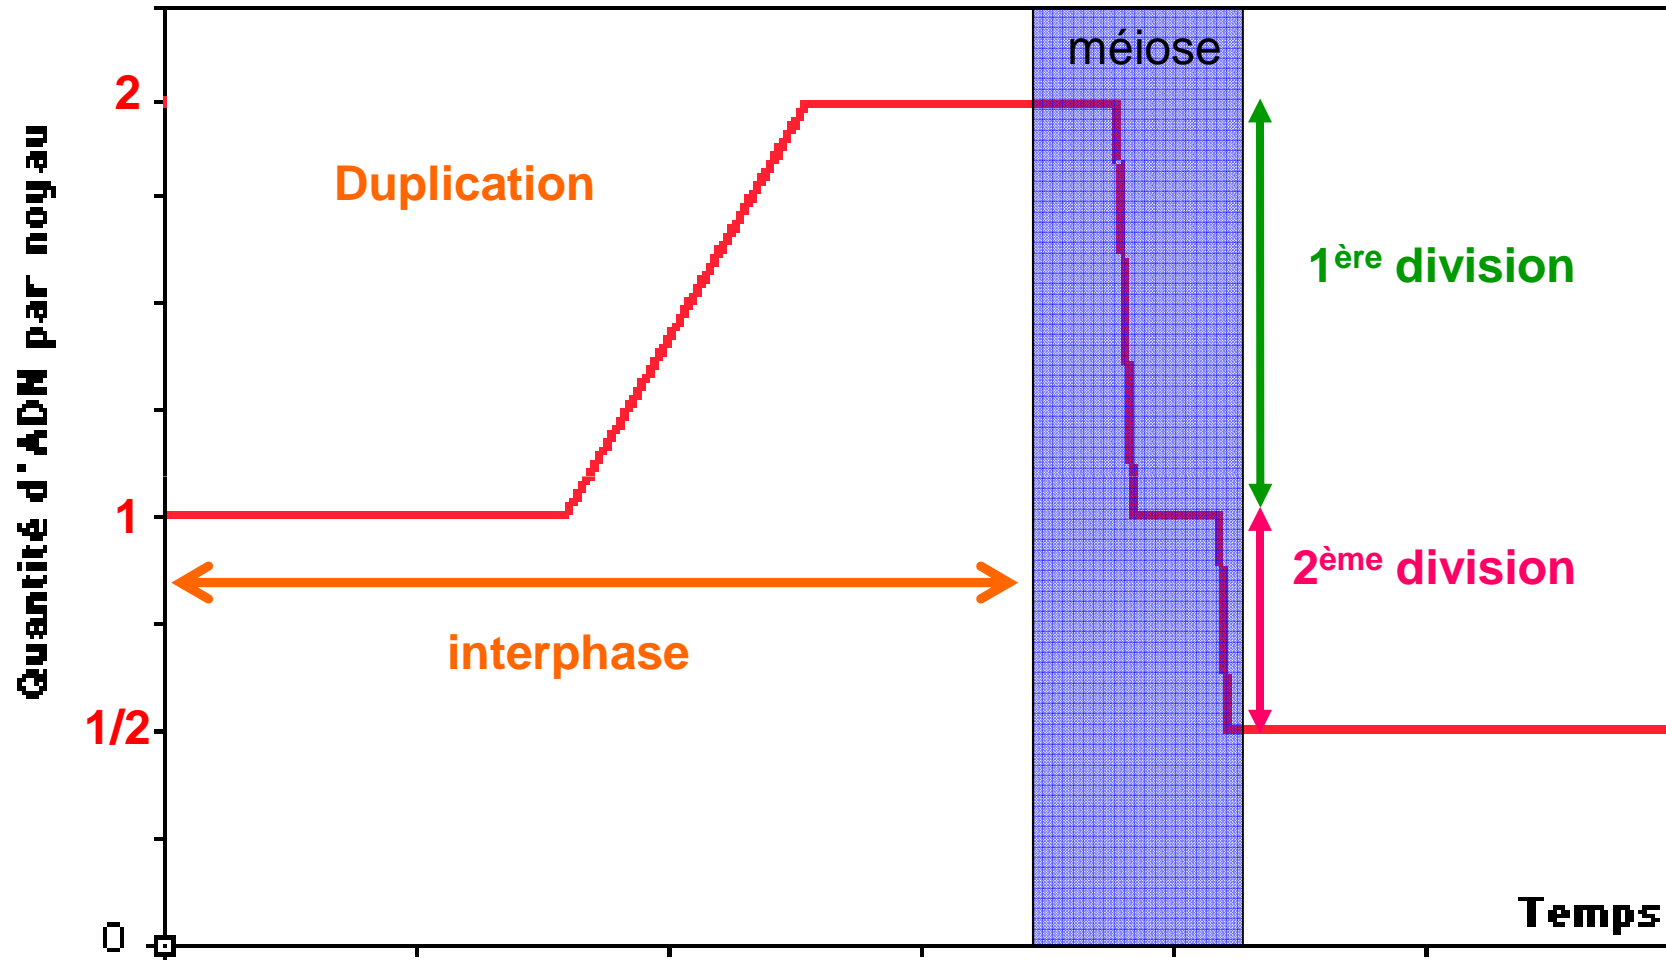 méiose
2
Duplication
1ère division
Quantité d'ADN par noyau
1
2ème division
interphase
1/2
Temps
0